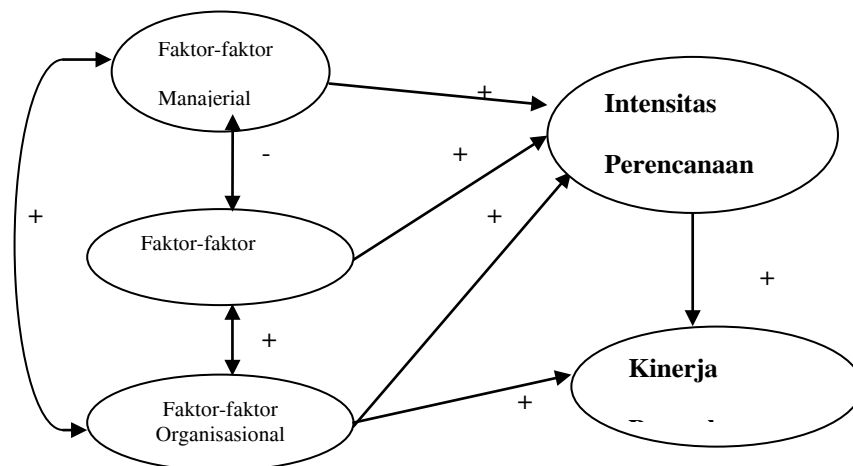 Faktor-faktor
Manajerial
+
Intensitas
Perencanaan
-
+
+
+
Faktor-faktor
+
+
Kinerja
Faktor-faktor
Organisasional
+